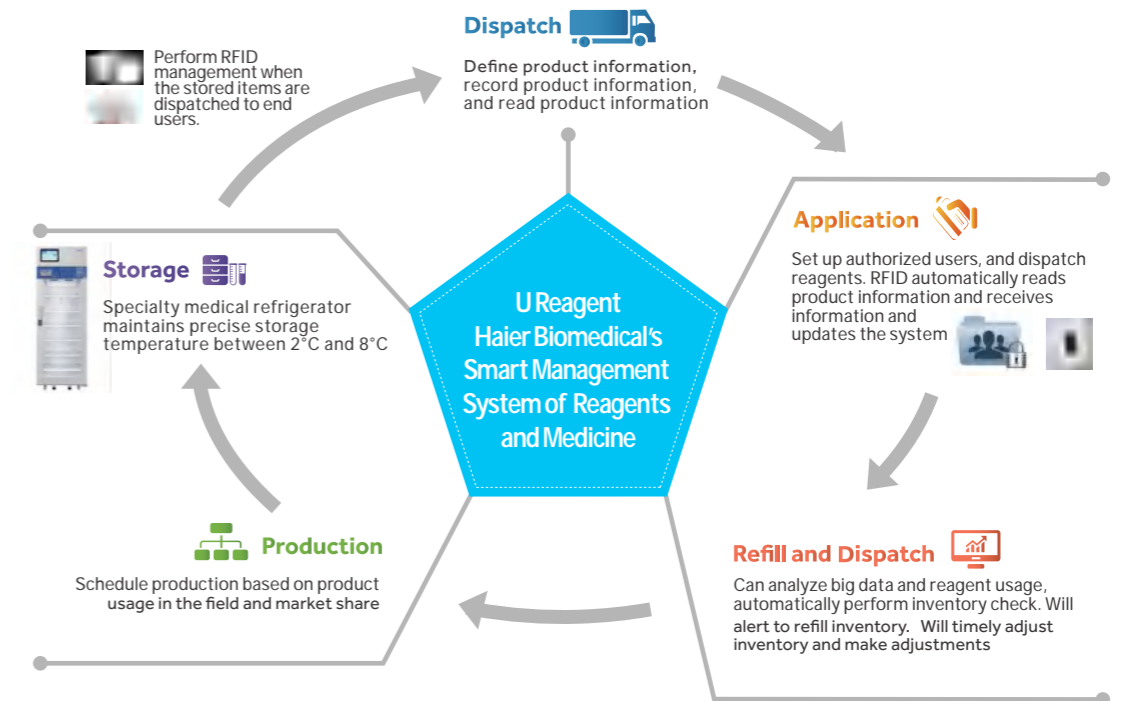 Dispatch
Define product information,
record product information,
and read product information
Perform RFID
management when
the stored items are
dispatched to end
users.
Application
Set up authorized users, and dispatch
reagents. RFID automatically reads
product information and receives
information and
updates the system
Storage
Specialty medical refrigerator
maintains precise storage
temperature between 2°C and 8°C
U Reagent
Haier Biomedical's
Smart Management
System of Reagents
and Medicine
Production
Schedule production based on product
usage in the field and market share
Refill and Dispatch
Can analyze big data and reagent usage,
automatically perform inventory check. Will
alert to refill inventory. Will timely adjust
inventory and make adjustments